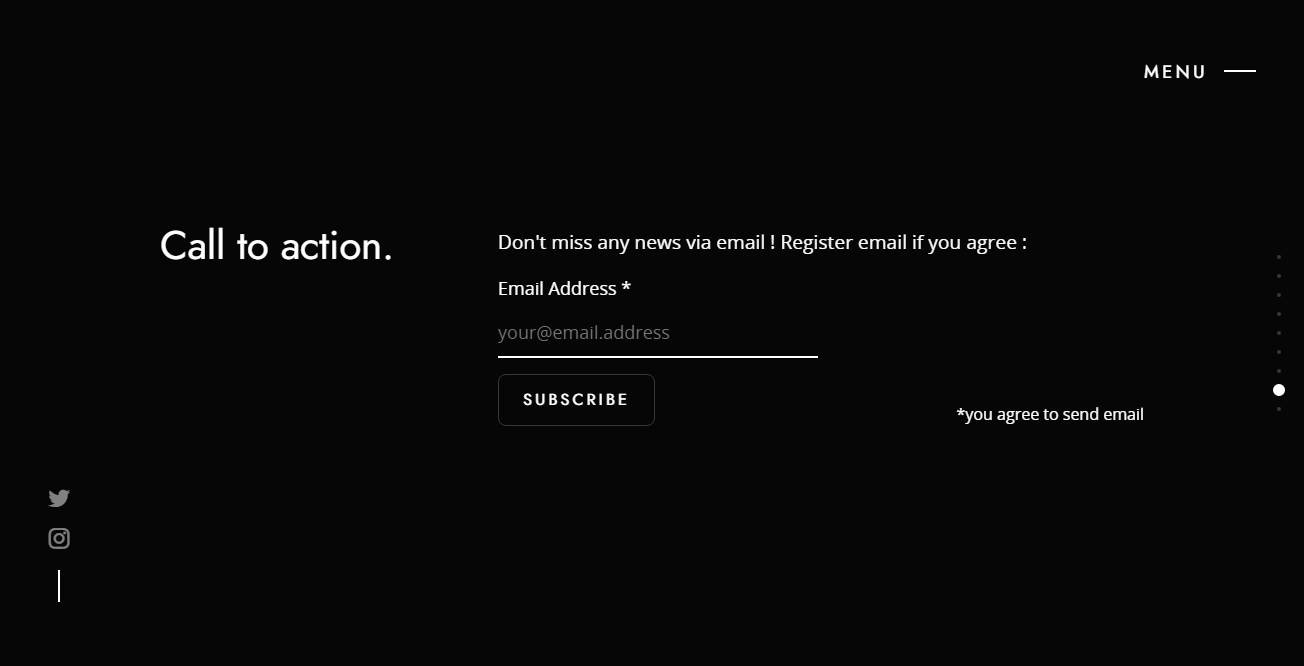 MENU
Call to action.
Don't miss any news via email ! Register email if you agree :
Email Address *
your@email.address
SUBSCRIBE
*you agree to send email